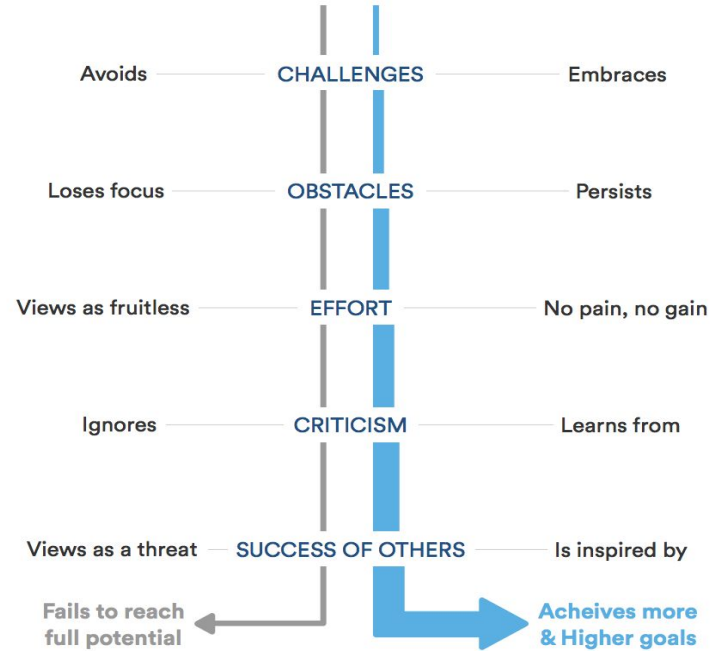 Avoids CHALLENGES Embraces
Loses focus OBSTACLES Persists
Views as fruitless EFFORT No pain, no gain
Ignores CRITICISM Learns from
Views as a threat SUCCESS OF OTHERS Is inspired by
Fails to reach
full potential
Acheives more
& Higher goals